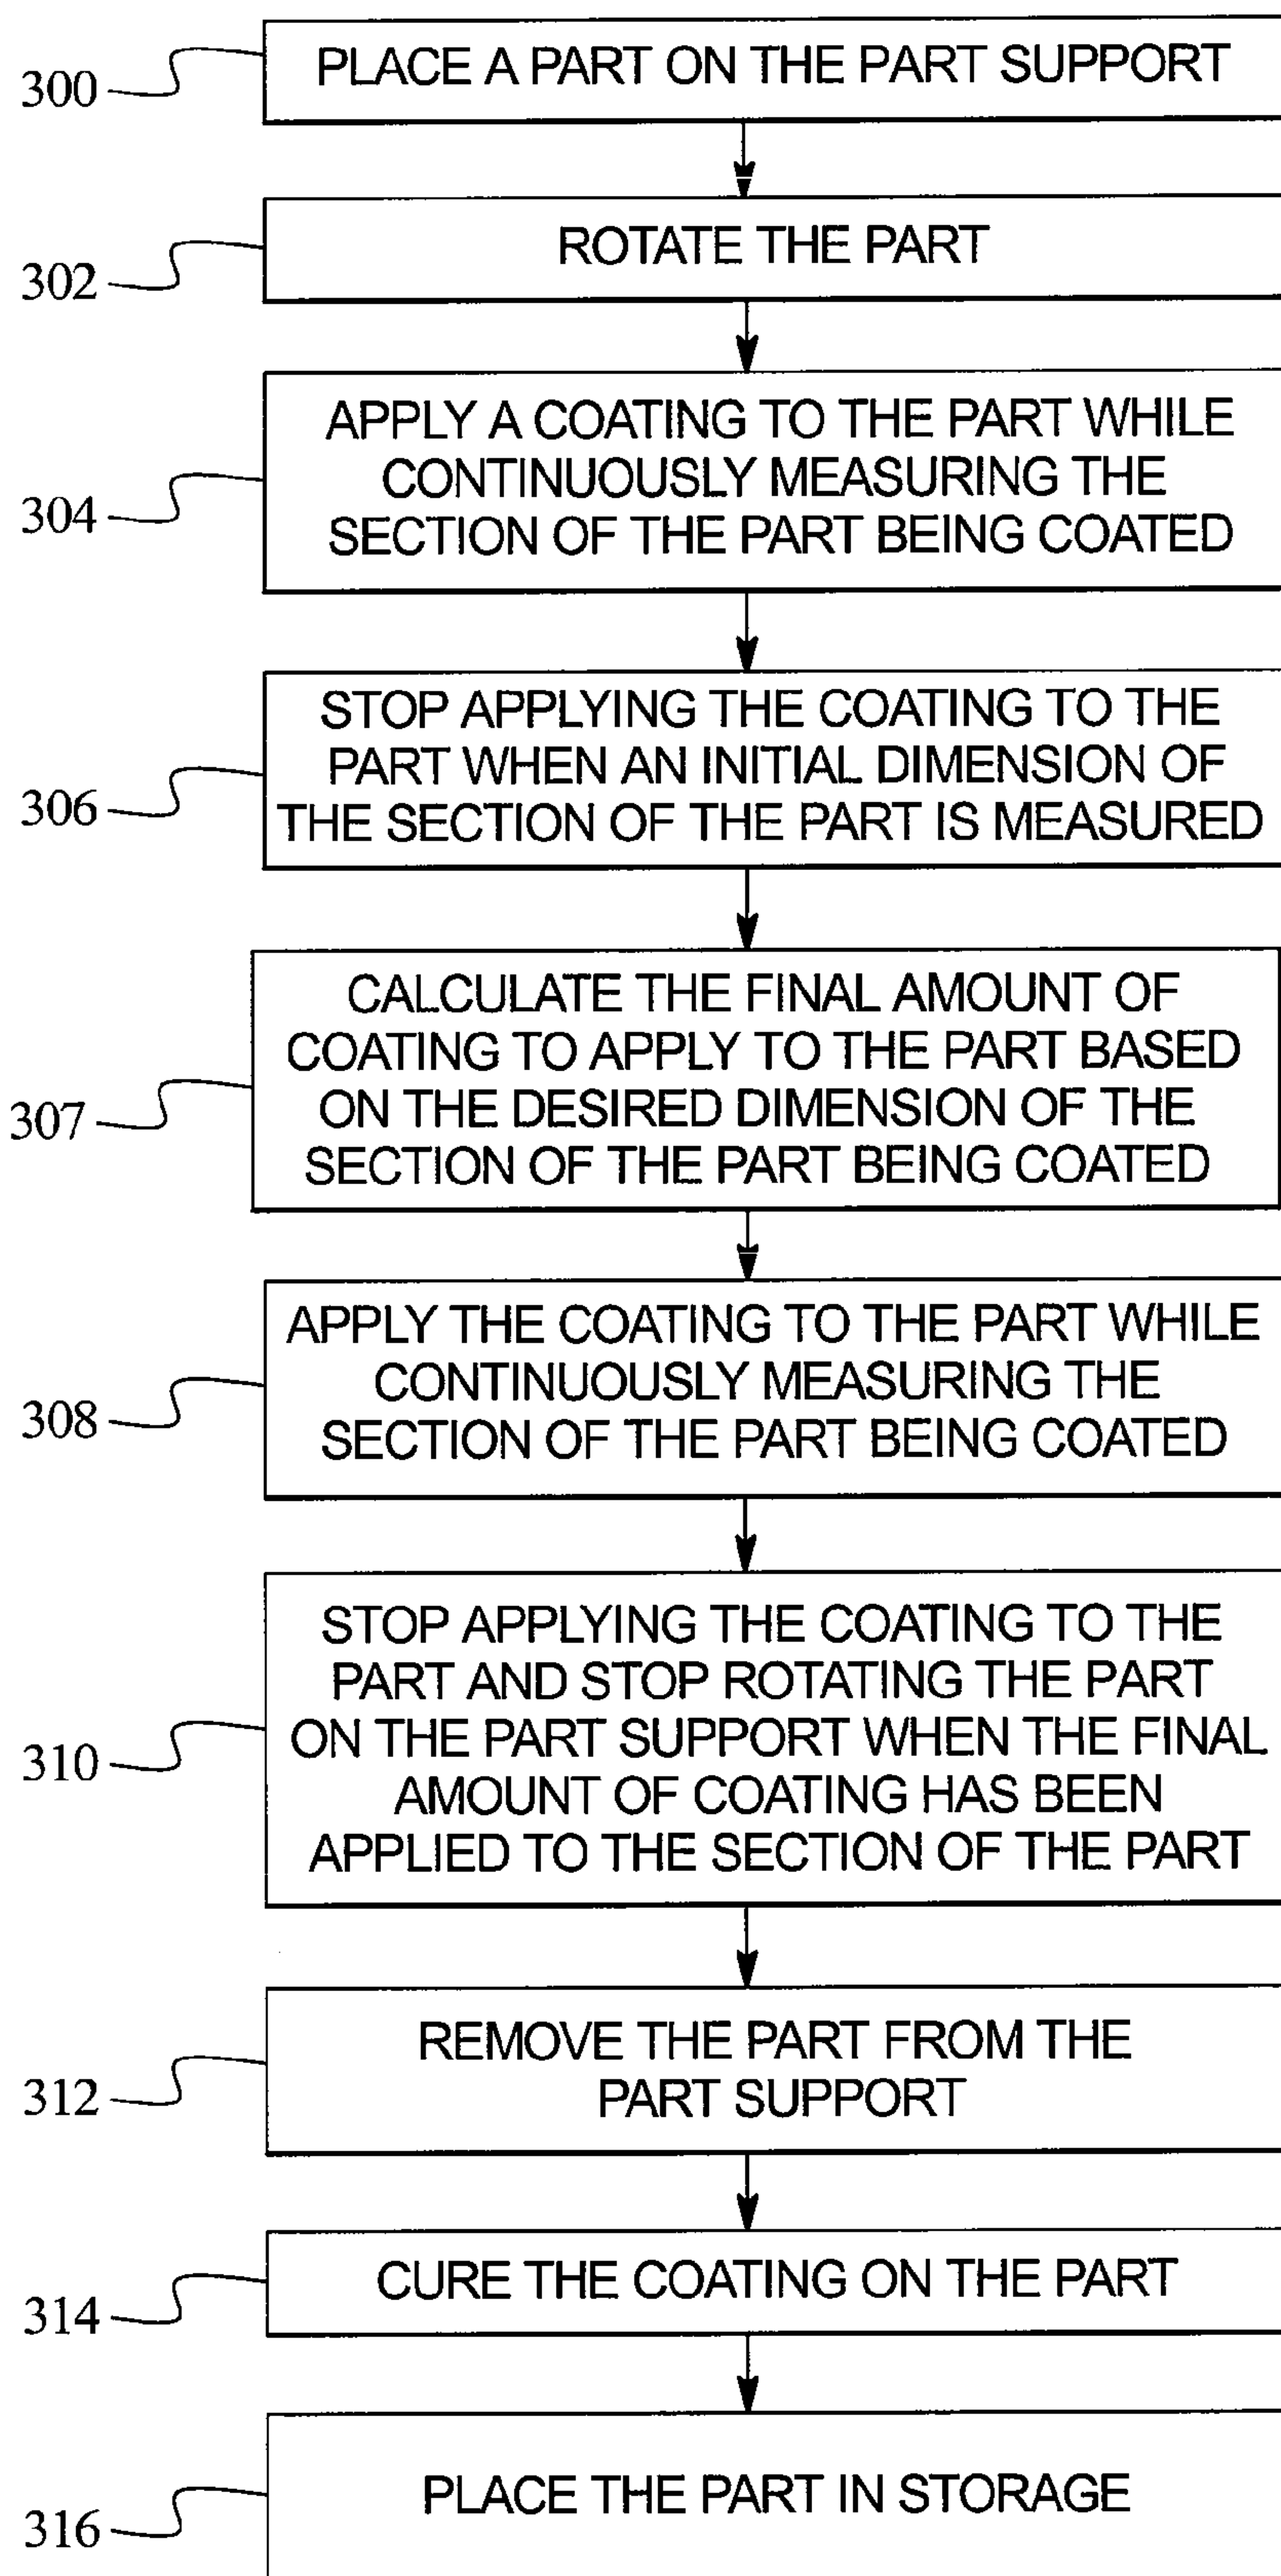 300
PLACE A PART ON THE PART SUPPORT
302
ROTATE THE PART
304
APPLY A COATING TO THE PART WHILE
CONTINUOUSLY MEASURING THE
SECTION OF THE PART BEING COATED
306
STOP APPLYING THE COATING TO THE
PART WHEN AN INITIAL DIMENSION OF
THE SECTION OF THE PART IS MEASURED
307
CALCULATE THE FINAL AMOUNT OF
COATING TO APPLY TO THE PART BASED
ON THE DESIRED DIMENSION OF THE
SECTION OF THE PART BEING COATED
308
APPLY THE COATING TO THE PART WHILE
CONTINUOUSLY MEASURING THE
SECTION OF THE PART BEING COATED
310
STOP APPLYING THE COATING TO THE
PART AND STOP ROTATING THE PART
ON THE PART SUPPORT WHEN THE FINAL
AMOUNT OF COATING HAS BEEN
APPLIED TO THE SECTION OF THE PART
312
REMOVE THE PART FROM THE
PART SUPPORT
314
CURE THE COATING ON THE PART
316
PLACE THE PART IN STORAGE